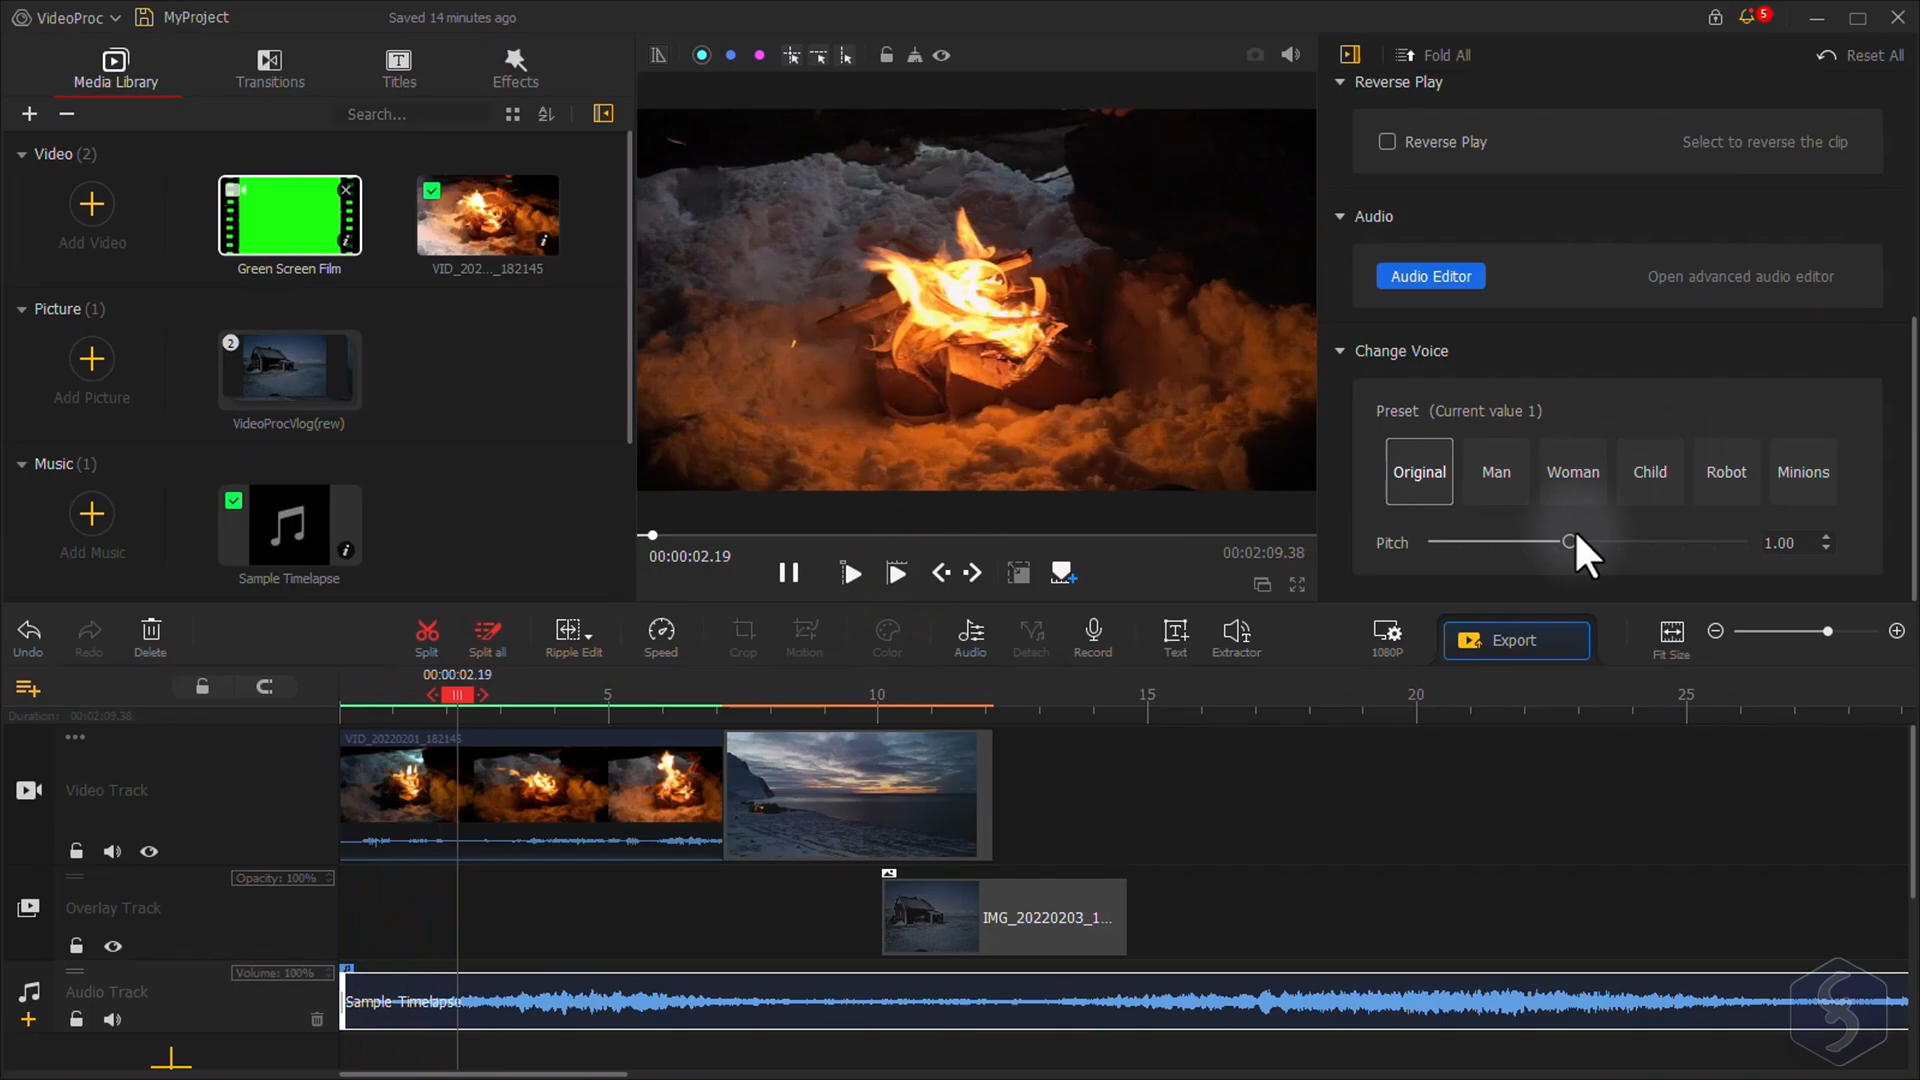 VideoProc
MyProject
Saved 14 minutes ago
5
Media Library
Transitions
Titles
Effects
Fold All
Reset All
Search...
Video (2)
Add Video
Green Screen Film
VID_202..._182145
Picture (1)
Add Picture
2
VideoProcVlog(rew)
Music (1)
Add Music
Sample Timelapse
00:00:02.19
00:02:09.38
Reverse Play
Reverse Play
Select to reverse the clip
Audio
Audio Editor
Open advanced audio editor
Change Voice
Preset (Current value 1)
Original
Man
Woman
Child
Robot
Minions
Pitch
1.00
Undo
Redo
Delete
Split
Split all
Ripple Edit
Speed
Crop
Motion
Color
Audio
Detach
Record
Text
Extractor
1080P
Export
Fit Size
00:00:02.19
5
10
15
20
25
Duration: 00:02:09.38
VID_20220201_182145
Video Track
Opacity: 100%
Overlay Track
IMG_20220203_1...
Volume: 100%
Audio Track
Sample Timelapse